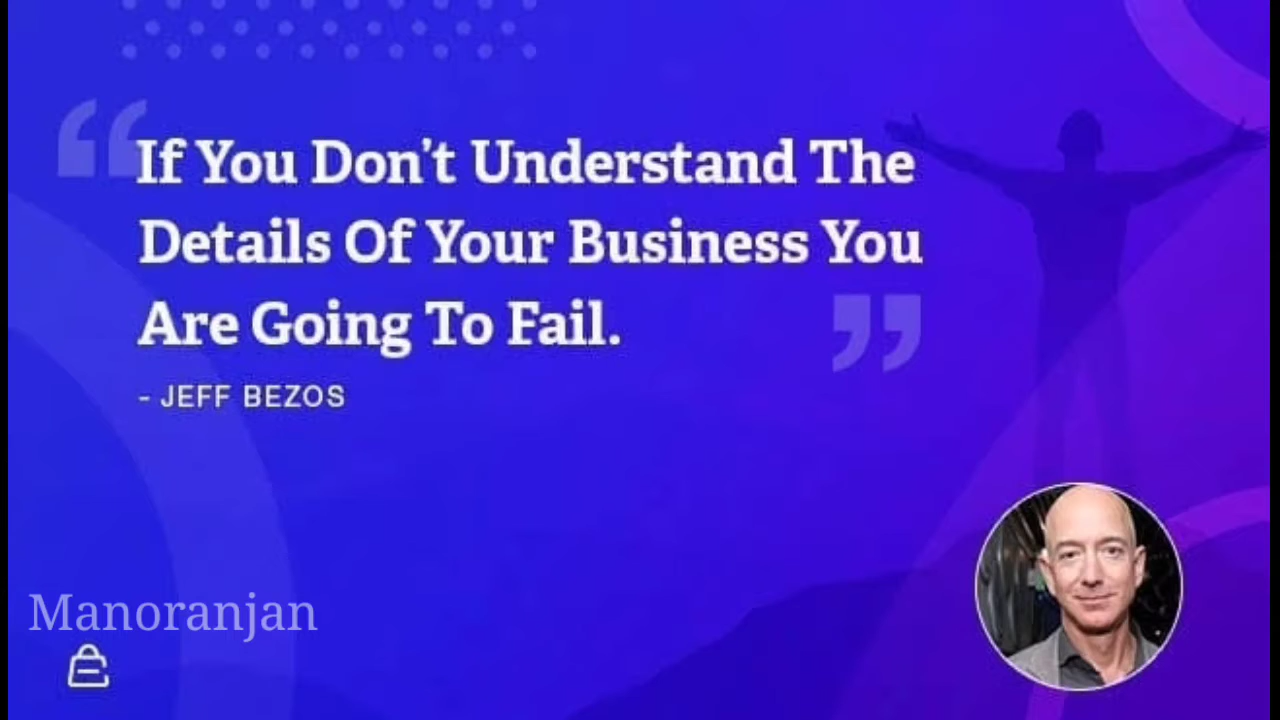 “If You Don't Understand The
Details Of Your Business You
Are Going To Fail. ”
- JEFF BEZOS
Manoranjan